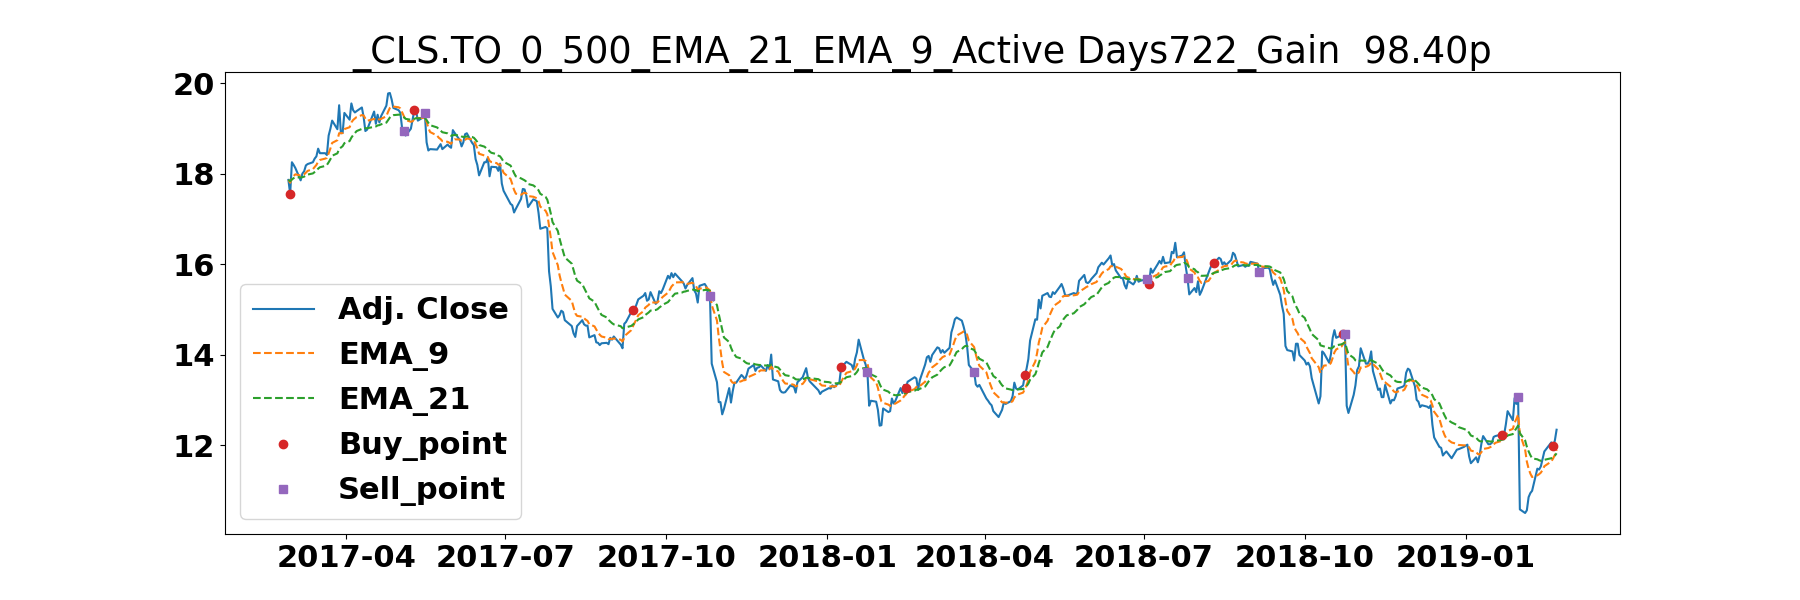 _CLS.TO_0_500_EMA_21_EMA_9_Active Days722_Gain  98.40p
20
18
16
14
12
Adj. Close
EMA_9
EMA_21
Buy_point
Sell_point
2017-04 2017-07 2017-10 2018-01 2018-04 2018-07 2018-10 2019-01